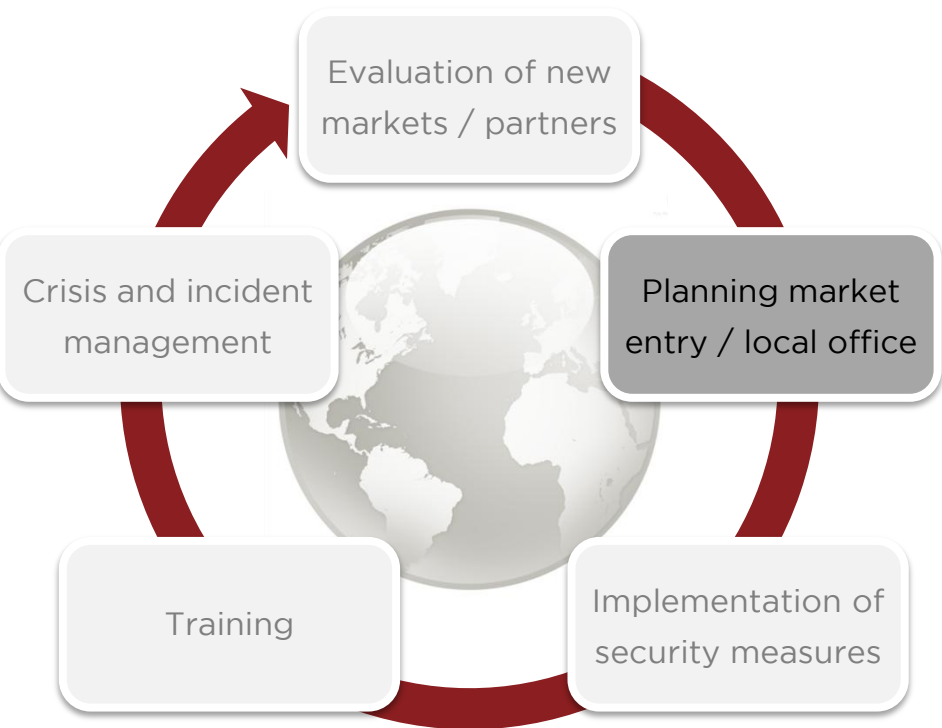 Evaluation of new
markets / partners
Planning market
entry / local office
Implementation of
security measures
Training
Crisis and incident
management